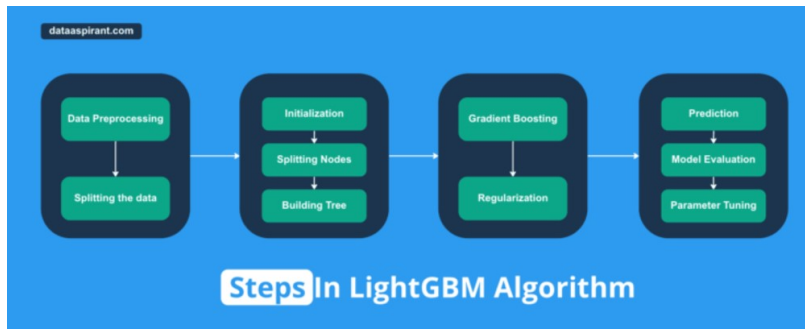 dataaspirant.com
Data Preprocessing
Splitting the data
Initialization
Splitting Nodes
Building Tree
Gradient Boosting
Regularization
Prediction
Model Evaluation
Parameter Tuning
Steps In LightGBM Algorithm